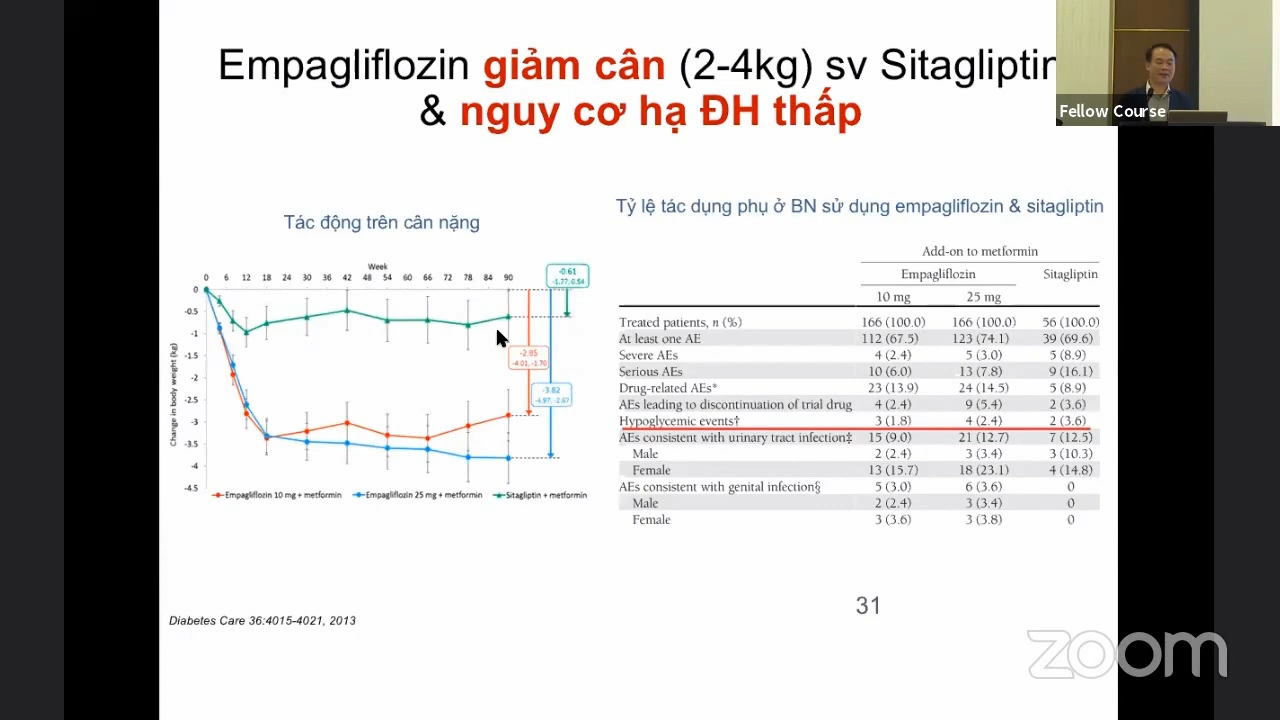 Empagliflozin giảm cân (2-4kg) sv Sitagliptin
& nguy cơ hạ ĐH thấp
Fellow Course
Tác động trên cân nặng
Week
0 6 12 18 24 30 36 42 48 54 60 66 72 78 84 90
0
-0.5
-1
-1.5
-2
-2.5
-3
-3.5
-4
-4.5
Change in body weight (kg)
-0.61
-1.77, 0.54
-2.85
-4.01, -1.70
-3.82
-4.97, -2.67
Empagliflozin 10 mg + metformin Empagliflozin 25 mg + metformin Sitagliptin + metformin
Tỷ lệ tác dụng phụ ở BN sử dụng empagliflozin & sitagliptin
Add-on to metformin
Empagliflozin Sitagliptin
10 mg 25 mg
Treated patients, n (%) 166 (100.0) 166 (100.0) 56 (100.0)
At least one AE 112 (67.5) 123 (74.1) 39 (69.6)
Severe AEs 4 (2.4) 5 (3.0) 5 (8.9)
Serious AEs 10 (6.0) 13 (7.8) 9 (16.1)
Drug-related AEs* 23 (13.9) 24 (14.5) 5 (8.9)
AEs leading to discontinuation of trial drug 4 (2.4) 9 (5.4) 2 (3.6)
Hypoglycemic events† 3 (1.8) 4 (2.4) 2 (3.6)
AEs consistent with urinary tract infection‡ 15 (9.0) 21 (12.7) 7 (12.5)
Male 2 (2.4) 3 (3.4) 3 (10.3)
Female 13 (15.7) 18 (23.1) 4 (14.8)
AEs consistent with genital infection§ 5 (3.0) 6 (3.6) 0
Male 2 (2.4) 3 (3.4) 0
Female 3 (3.6) 3 (3.8) 0
31
Diabetes Care 36:4015-4021, 2013
zoom